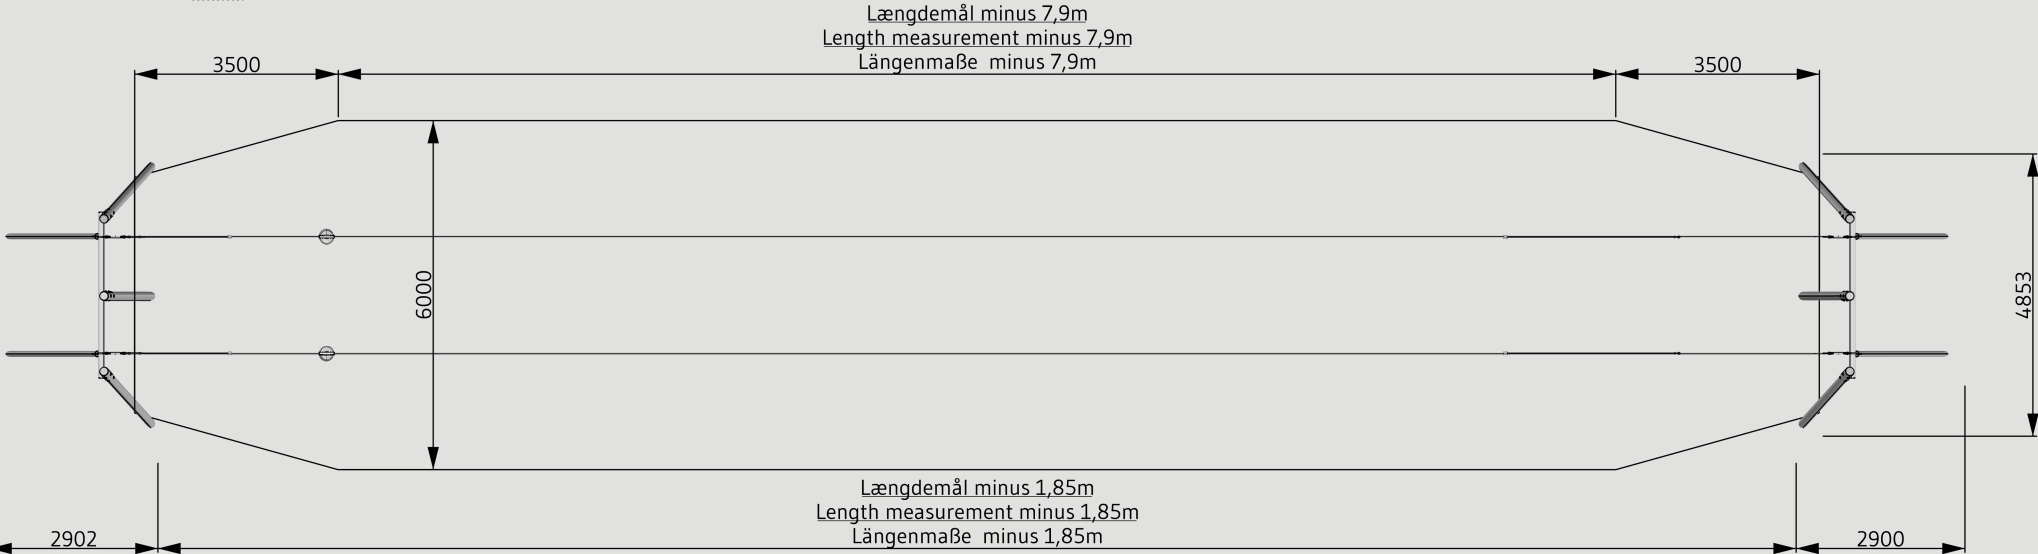 Længdemål minus 7,9m
Length measurement minus 7,9m
Längenmaße minus 7,9m
3500
3500
6000
4853
Længdemål minus 1,85m
Length measurement minus 1,85m
Längenmaße minus 1,85m
2902
2900